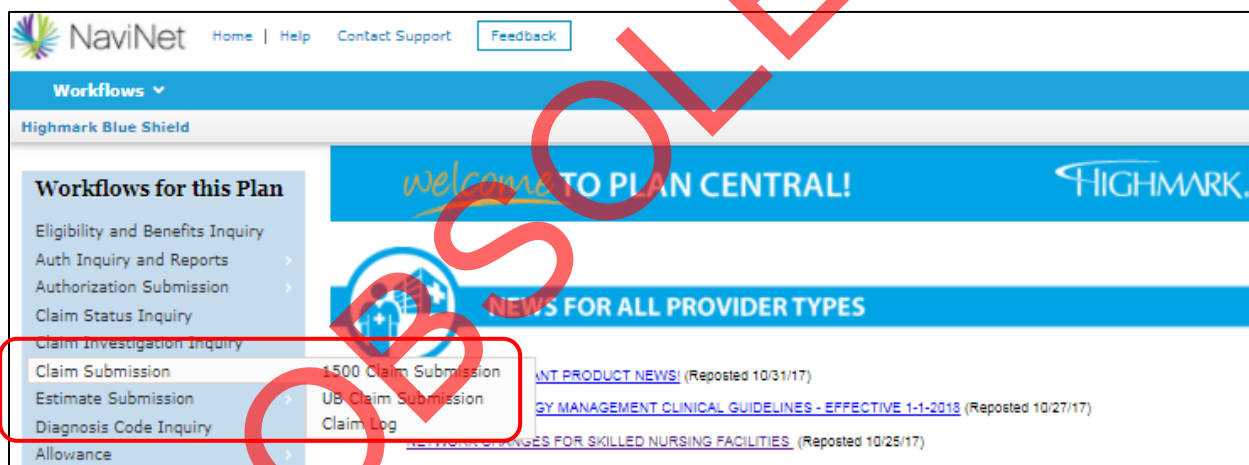 NaviNet Home | Help Contact Support Feedback
Workflows
Highmark Blue Shield
welcome TO PLAN CENTRAL!
HIGHMARK.
Workflows for this Plan
Eligibility and Benefits Inquiry
Auth Inquiry and Reports
Authorization Submission
Claim Status Inquiry
NEWS FOR ALL PROVIDER TYPES
Claim Investigation Inquiry
Claim Submission
1500 Claim Submission
ANT PRODUCT NEWS! (Reposted 10/31/17)
Estimate Submission
UB Claim Submission
GY MANAGEMENT CLINICAL GUIDELINES - EFFECTIVE 1-1-2018 (Reposted 10/27/17)
Diagnosis Code Inquiry
Claim Log
NETWORK CHANGES FOR SKILLED NURSING FACILITIES (Reposted 10/25/17)
Allowance
OBSOLE